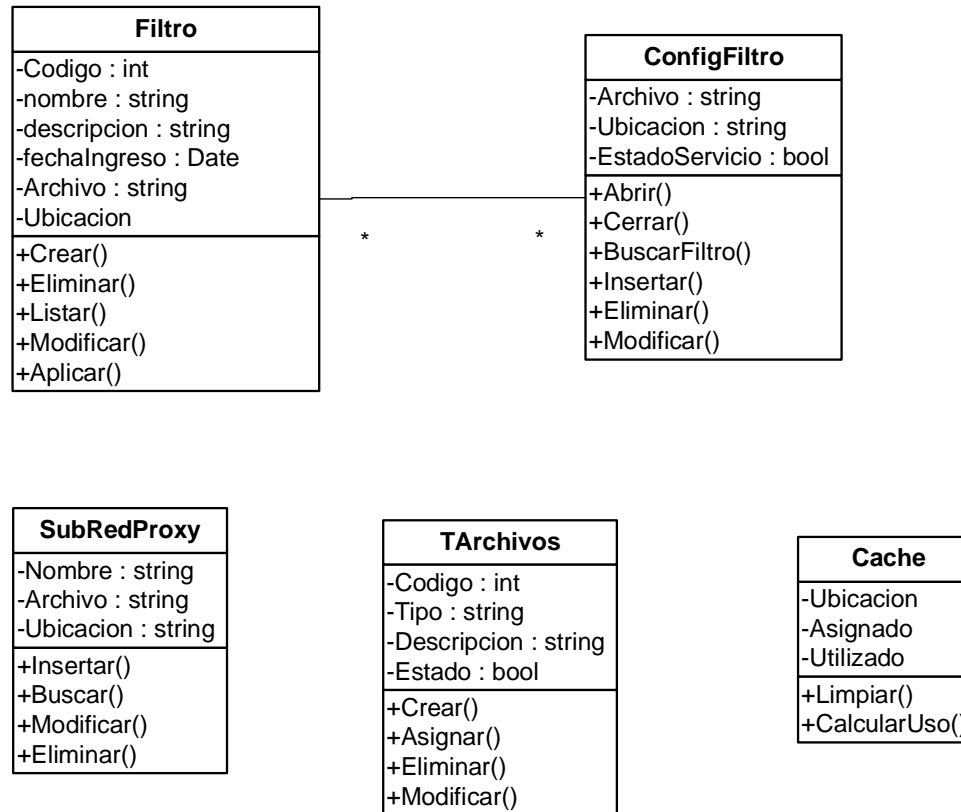 Filtro
-Codigo : int
-nombre : string
-descripcion : string
-fechaIngreso : Date
-Archivo : string
-Ubicacion
+Crear()
+Eliminar()
+Listar()
+Modificar()
+Aplicar()
ConfigFiltro
-Archivo : string
-Ubicacion : string
-EstadoServicio : bool
+Abrir()
+Cerrar()
+BuscarFiltro()
+Insertar()
+Eliminar()
+Modificar()
* *
SubRedProxy
-Nombre : string
-Archivo : string
-Ubicacion : string
+Insertar()
+Buscar()
+Modificar()
+Eliminar()
TArchivos
-Codigo : int
-Tipo : string
-Descripcion : string
-Estado : bool
+Crear()
+Asignar()
+Eliminar()
+Modificar()
Cache
-Ubicacion
-Asignado
-Utilizado
+Limpiar()
+CalcularUso()